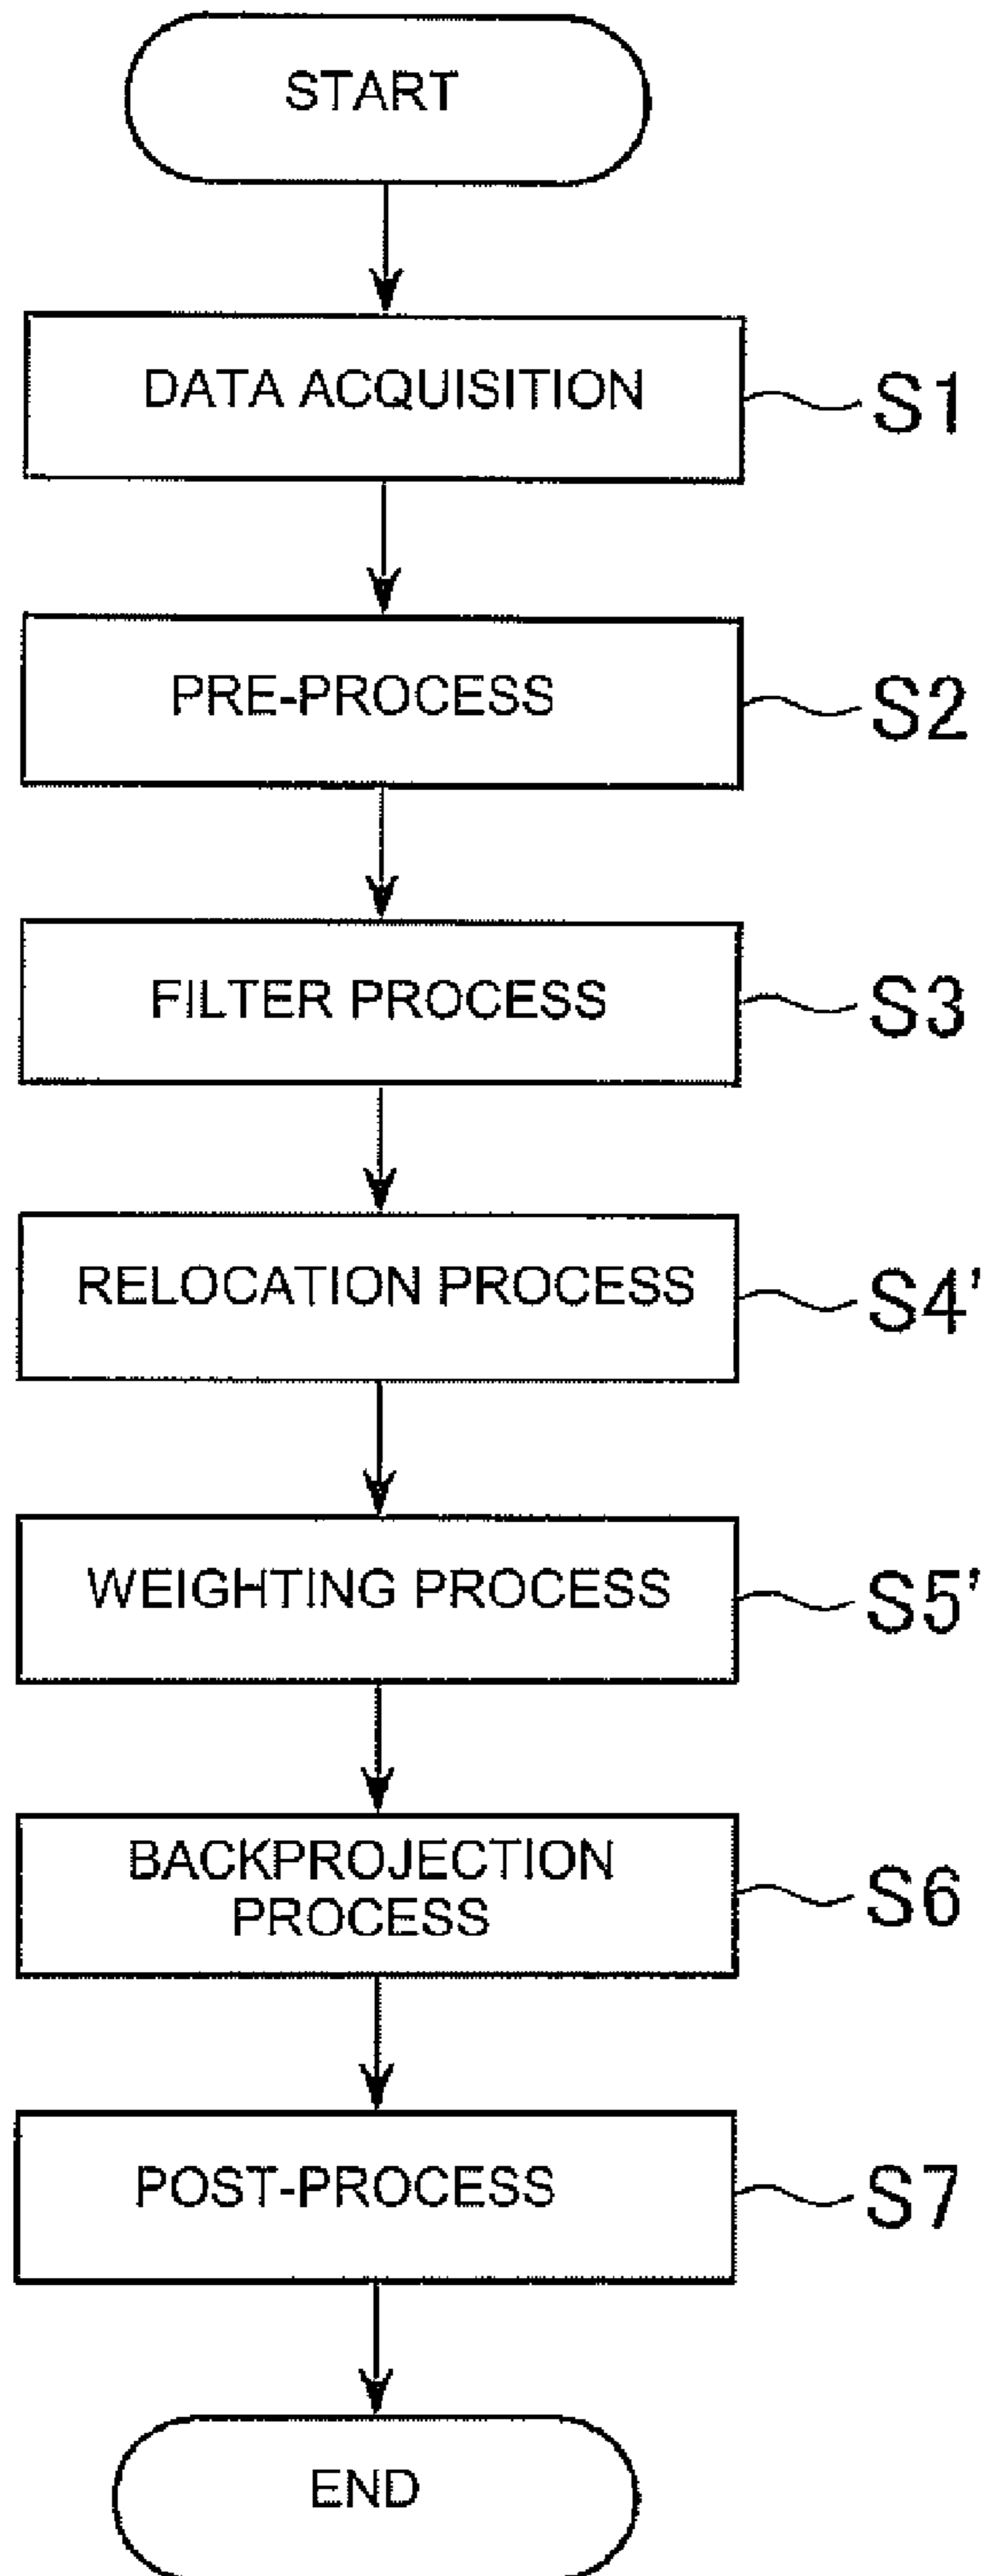 START
DATA ACQUISITION
S1
PRE-PROCESS
S2
FILTER PROCESS
S3
RELOCATION PROCESS
S4'
WEIGHTING PROCESS
S5'
BACKPROJECTION
PROCESS
S6
POST-PROCESS
S7
END